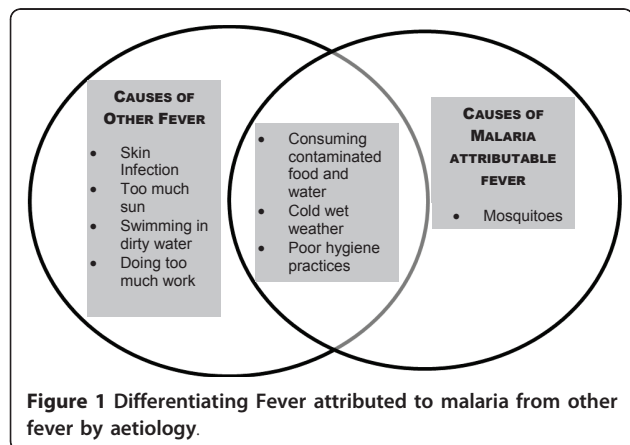 CAUSES OF
OTHER FEVER
• Skin
Infection
• Too much
sun
• Swimming in
dirty water
• Doing too
much work
• Consuming
contaminated
food and
water
• Cold wet
weather
• Poor hygiene
practices
CAUSES OF
MALARIA
ATTRIBUTABLE
FEVER
• Mosquitoes
Figure 1 Differentiating Fever attributed to malaria from other
fever by aetiology.